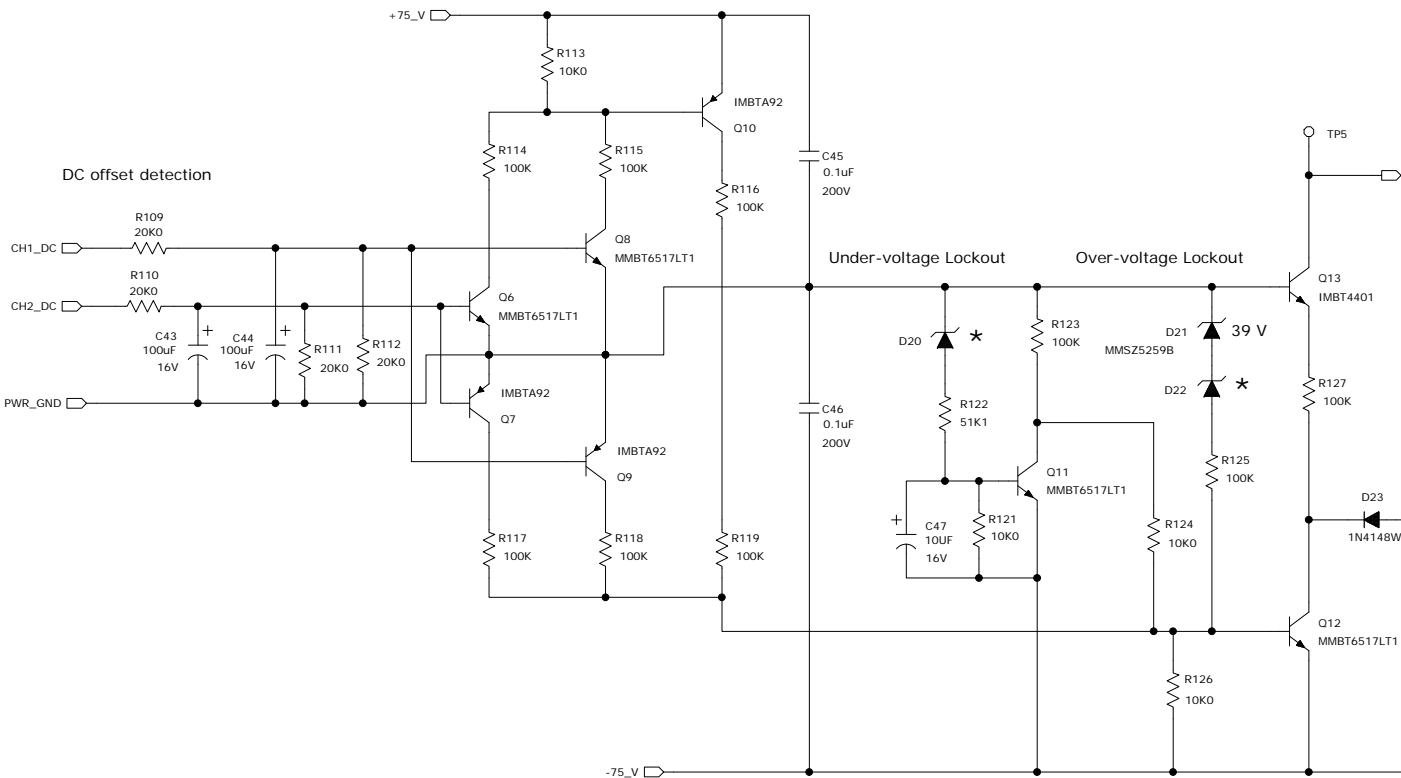 +75_V
R113
10K0
IMBTA92
Q10
R114
100K
R115
100K
C45
0.1uF
200V
TP5
DC offset detection
R116
100K
R109
20K0
CH1_DC
Q8
MMBT6517LT1
Under-voltage Lockout
Over-voltage Lockout
R110
20K0
CH2_DC
Q6
MMBT6517LT1
Q13
IMBT4401
C43
100uF
16V
+
C44
100uF
16V
+
R111
20K0
R112
20K0
D20
*
R123
100K
D21
39 V
MMSZ5259B
D22
*
PWR_GND
IMBTA92
Q7
C46
0.1uF
200V
R122
51K1
R127
100K
IMBTA92
Q9
Q11
MMBT6517LT1
R125
100K
D23
1N4148W
+
C47
10UF
16V
R121
10K0
R124
10K0
R117
100K
R118
100K
R119
100K
Q12
MMBT6517LT1
R126
10K0
-75_V